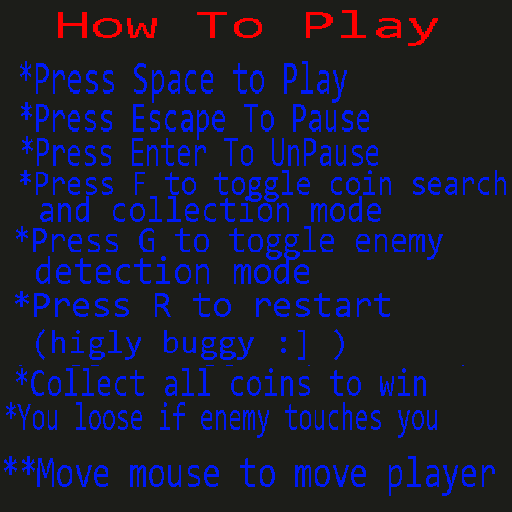 How To Play
*Press Space to Play
*Press Escape To Pause
*Press Enter To UnPause
*Press F to toggle coin search
and collection mode
*Press G to toggle enemy
detection mode
*Press R to restart
(higly buggy :] )
*Collect all coins to win
*You loose if enemy touches you
**Move mouse to move player